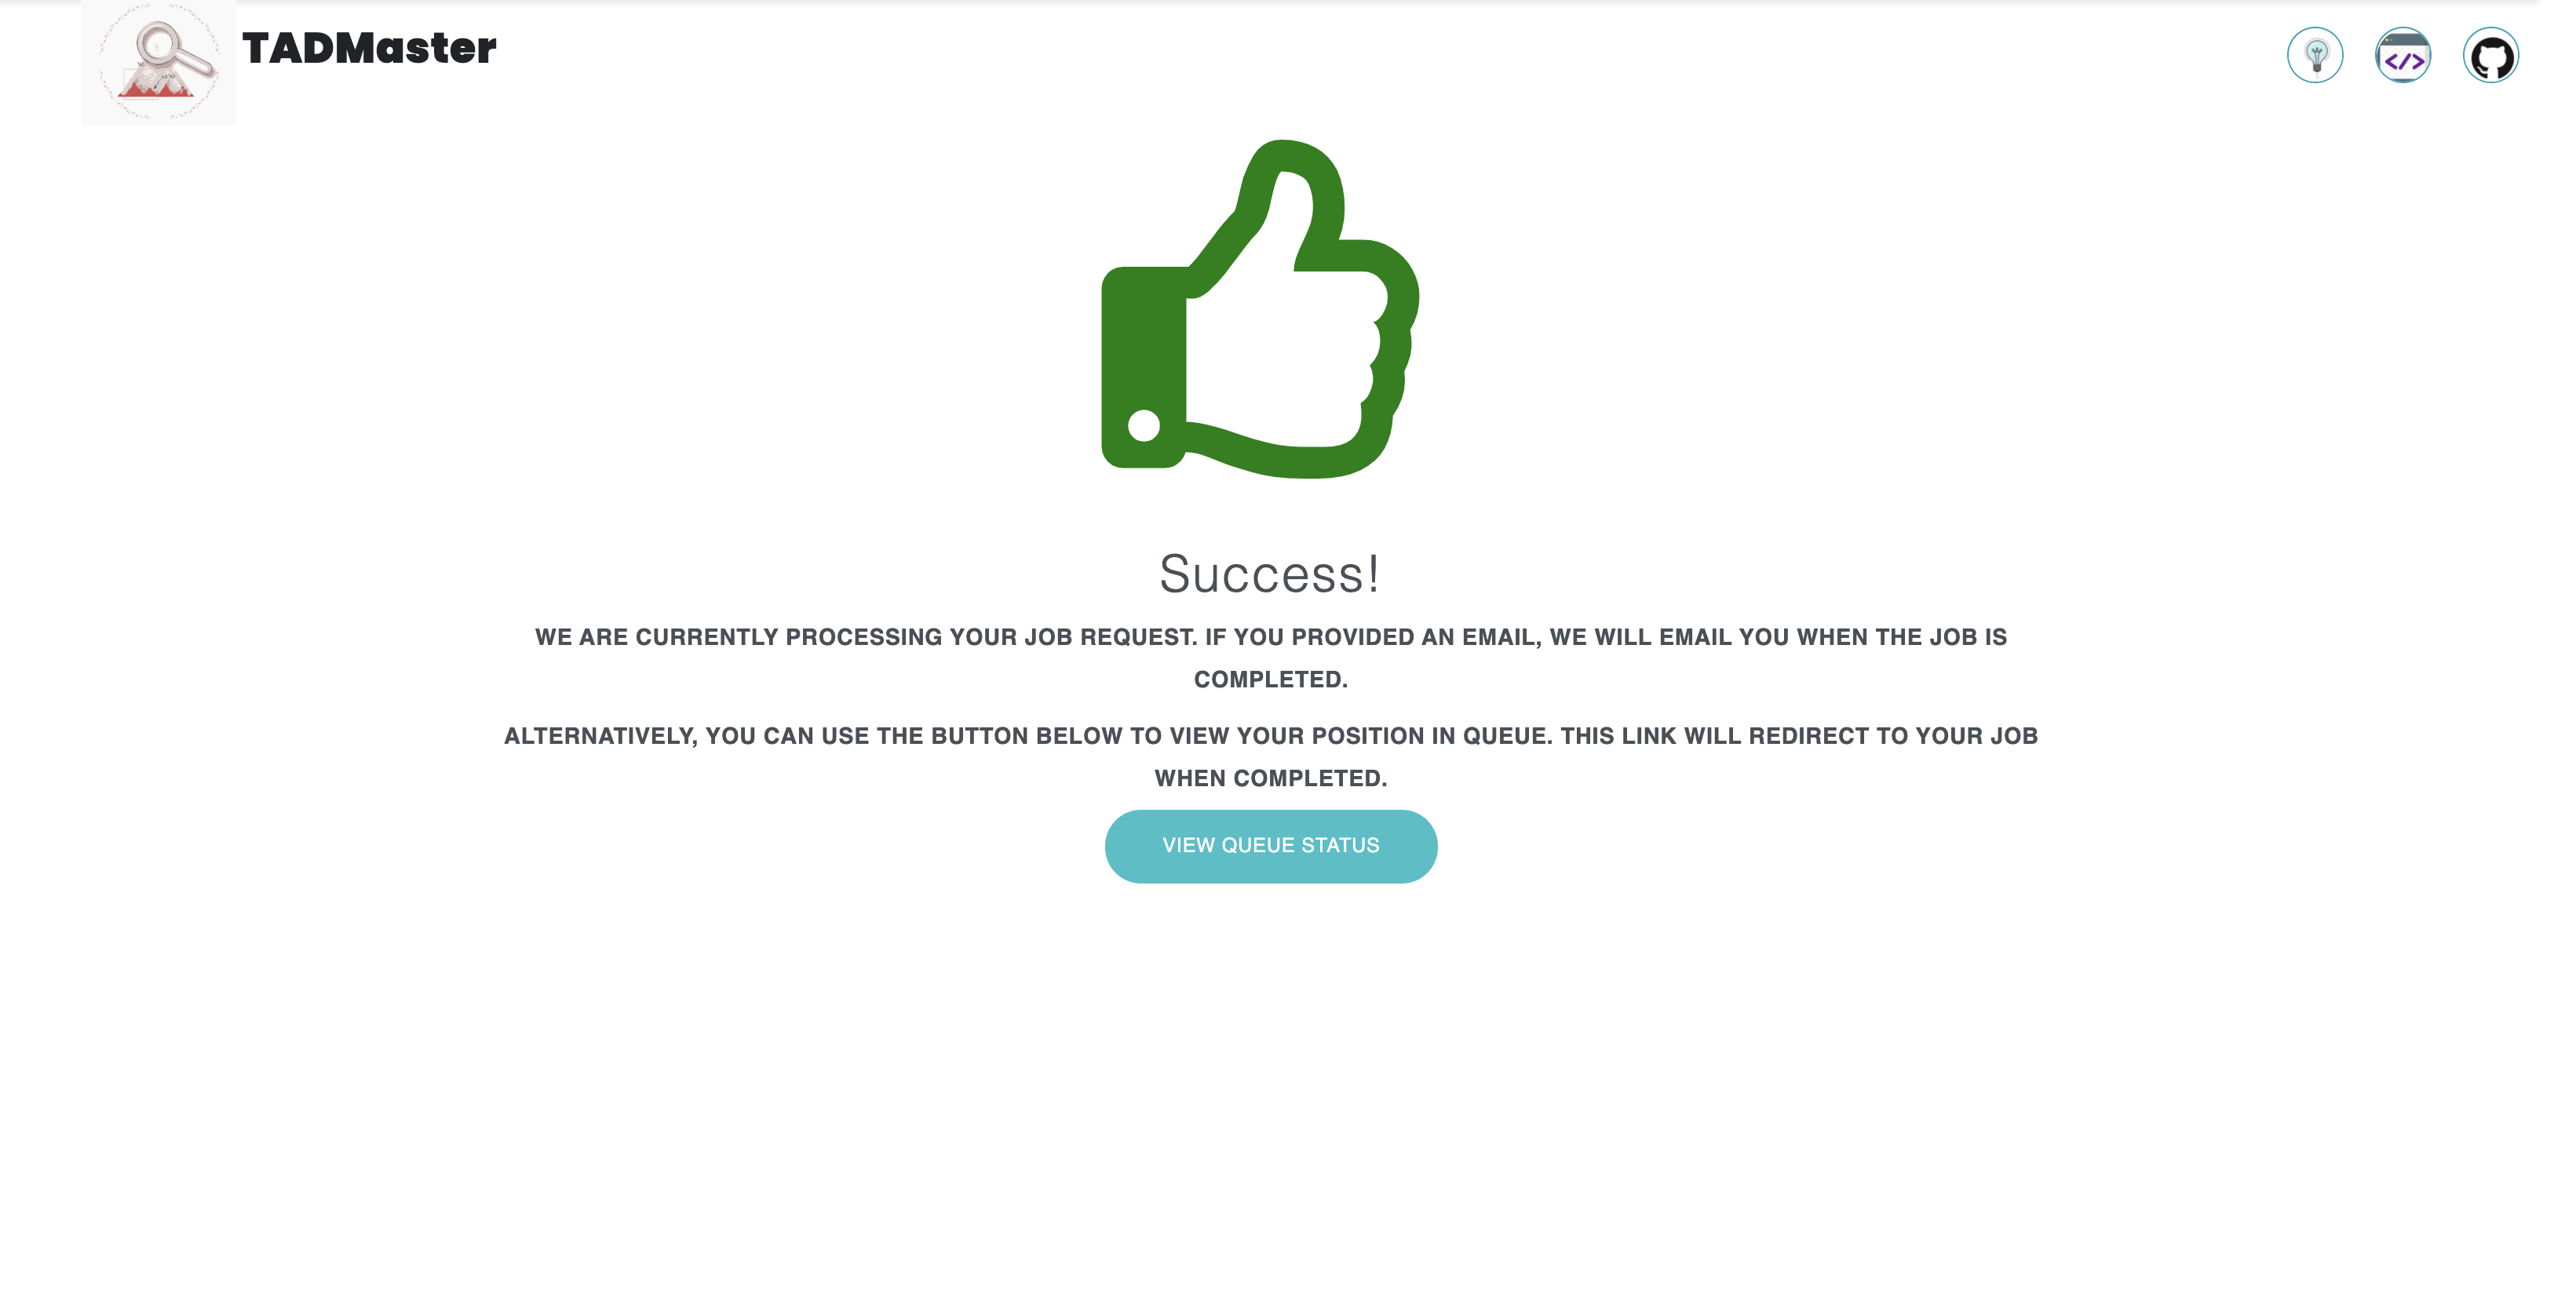 TADMaster
</>
Success!
WE ARE CURRENTLY PROCESSING YOUR JOB REQUEST. IF YOU PROVIDED AN EMAIL, WE WILL EMAIL YOU WHEN THE JOB IS
COMPLETED.
ALTERNATIVELY, YOU CAN USE THE BUTTON BELOW TO VIEW YOUR POSITION IN QUEUE. THIS LINK WILL REDIRECT TO YOUR JOB
WHEN COMPLETED.
VIEW QUEUE STATUS